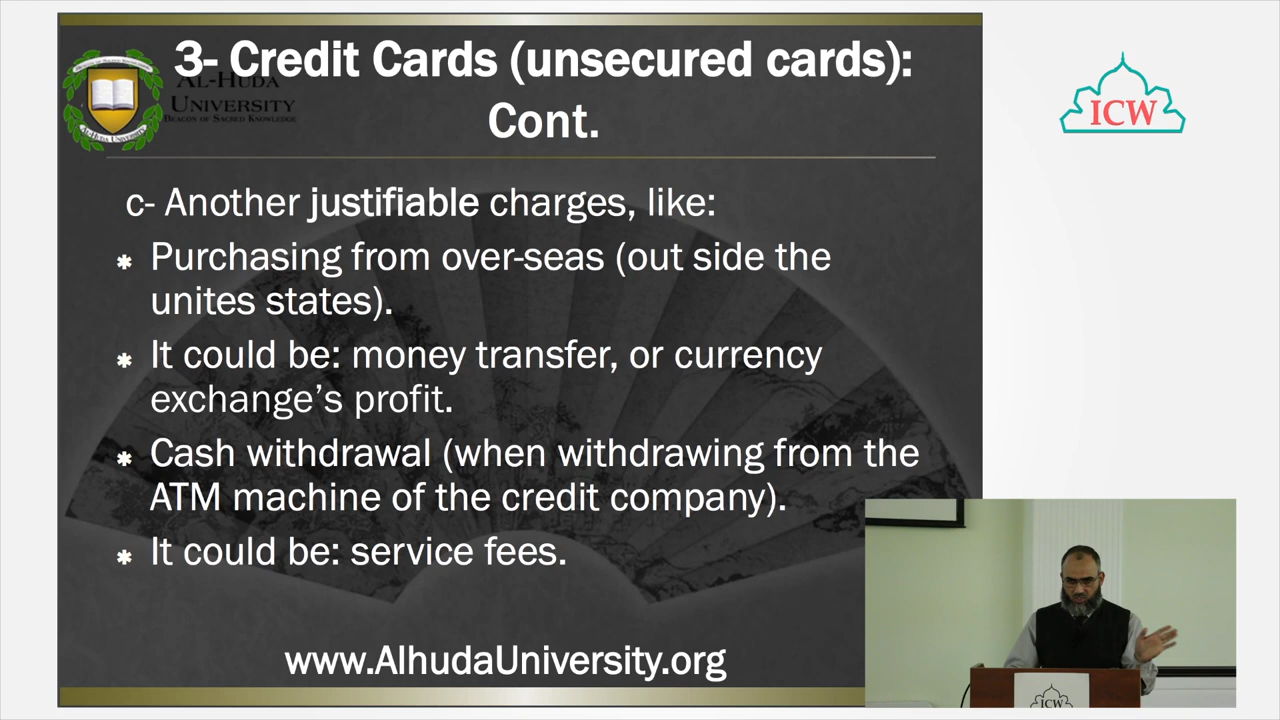 3- Credit Cards (unsecured cards):
Cont.
AL-HUDA
UNIVERSITY
BEACON OF SACRED KNOWLEDGE
ICW
c- Another justifiable charges, like:
Purchasing from over-seas (out side the
unites states).
It could be: money transfer, or currency
exchange’s profit.
Cash withdrawal (when withdrawing from the
ATM machine of the credit company).
It could be: service fees.
www.AlhudaUniversity.org
ICW